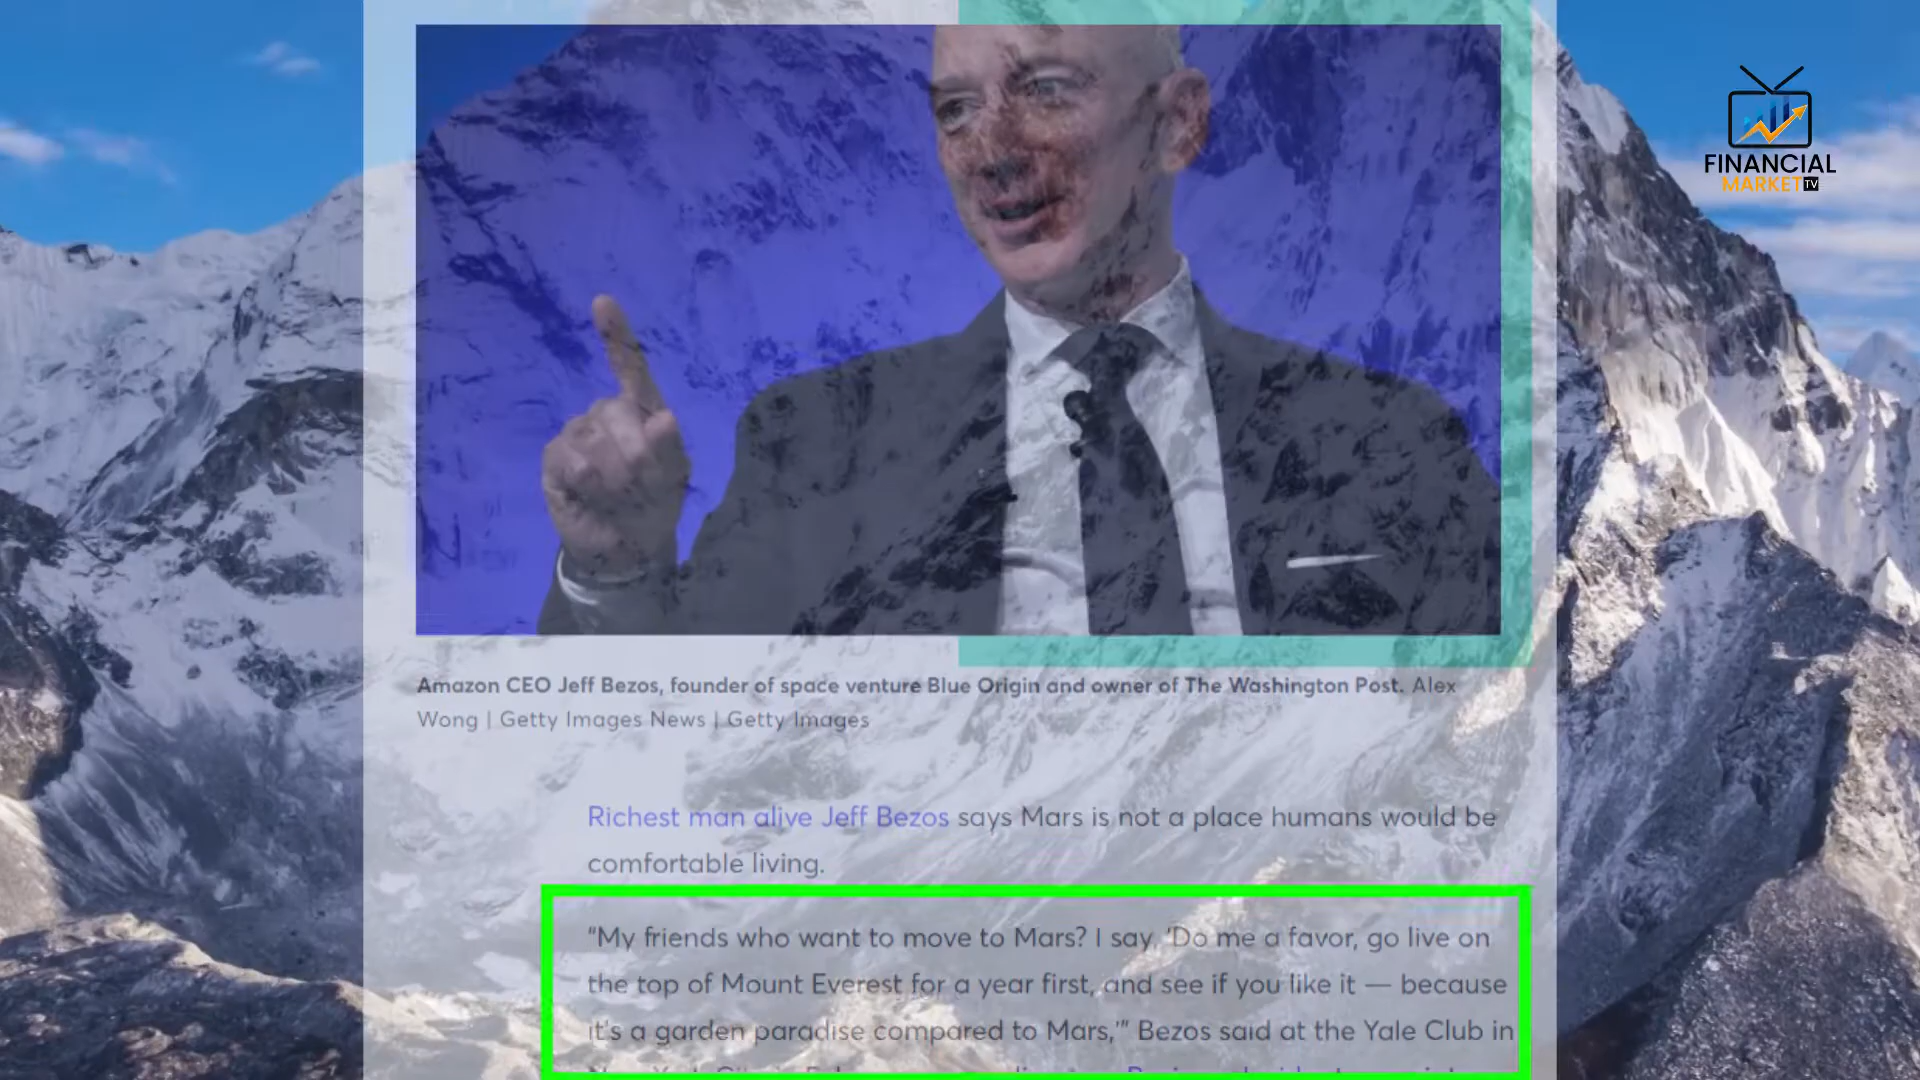 FINANCIAL
MARKET TV
Amazon CEO Jeff Bezos, founder of space venture Blue Origin and owner of The Washington Post. Alex
Wong | Getty Images News | Getty Images
Richest man alive Jeff Bezos says Mars is not a place humans would be
comfortable living.
“My friends who want to move to Mars? I say, ‘Do me a favor, go live on
the top of Mount Everest for a year first, and see if you like it — because
it’s a garden paradise compared to Mars,’” Bezos said at the Yale Club in